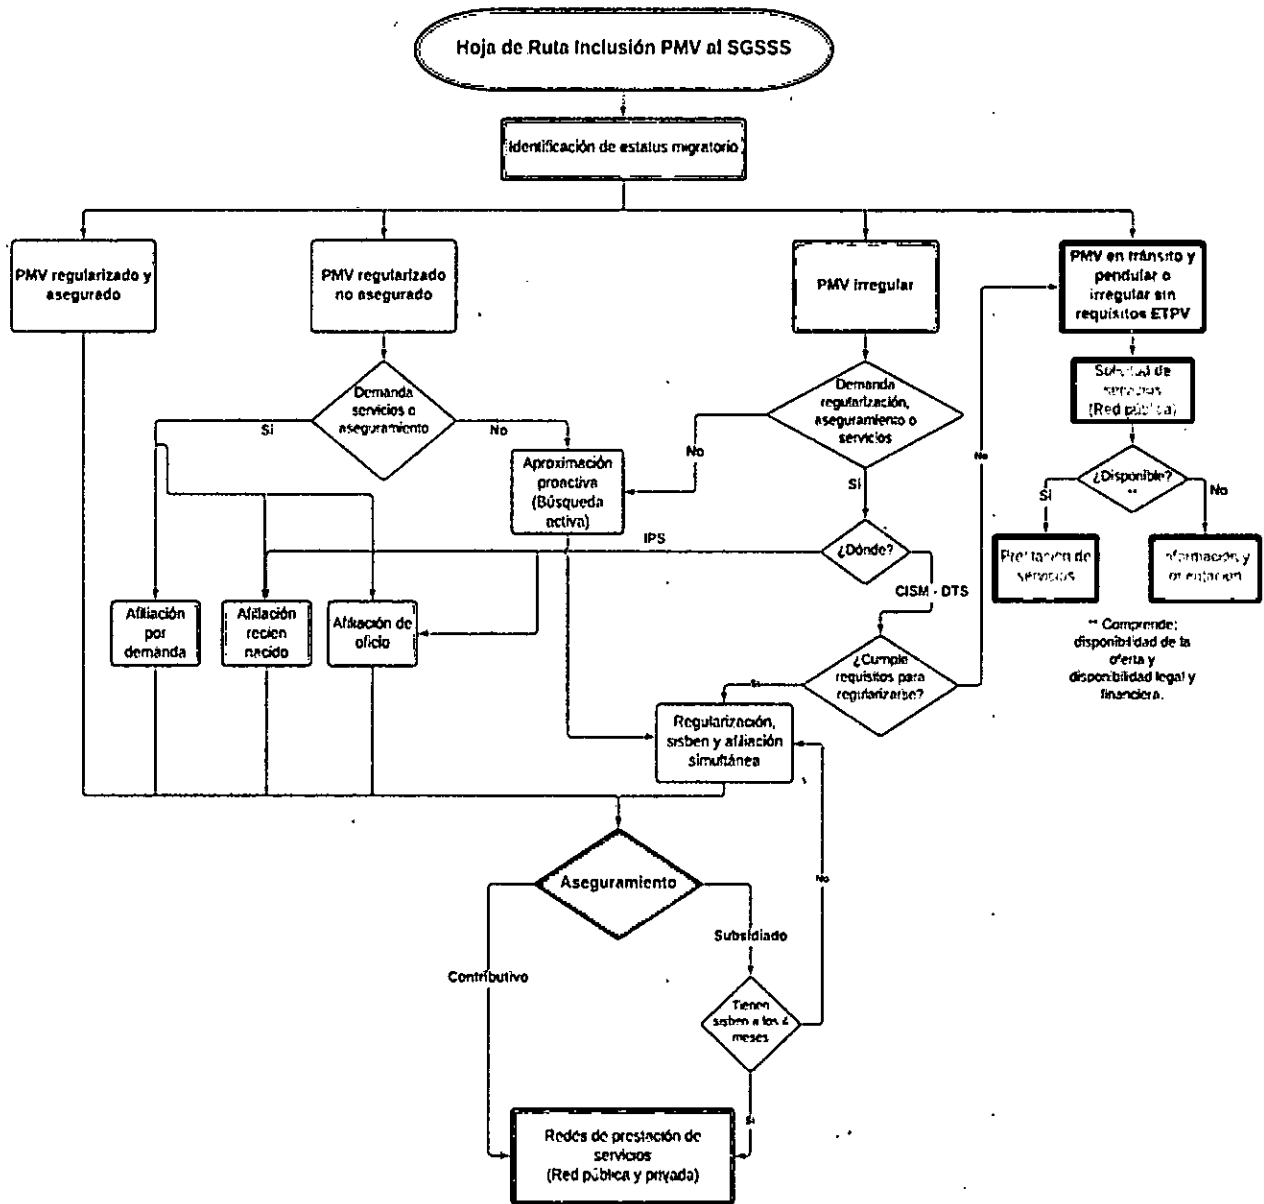 Hoja de Ruta Inclusión PMV al SGSSS
Identificación de estatus migratorio
PMV regularizado y
asegurado
PMV regularizado
no asegurado
PMV irregular
PMV en tránsito y
pendular o
irregular sin
requisitos ETPV
Demanda
servicios o
aseguramiento
Si
No
Demanda
regularización,
aseguramiento o
servicios
No
Si
Solicitud de
servicios
(Red pública)
No
Aproximación
proactiva
(Búsqueda
activa)
¿Disponible?
**
Si
No
IPS
¿Dónde?
Prestación de
servicios
Información y
orientación
CISM - DTS
Afiliación
por
demanda
Afiliación
recien
nacido
Afiliación de
oficio
** Comprende;
disponibilidad de la
oferta y
disponibilidad legal y
financiera.
¿Cumple
requisitos para
regularizarse?
Si
Regularización,
sisben y afiliación
simultánea
Aseguramiento
No
Subsidiado
Contributivo
Tienen
sisben a los
meses
Si
Redes de prestación de
servicios
(Red pública y privada)